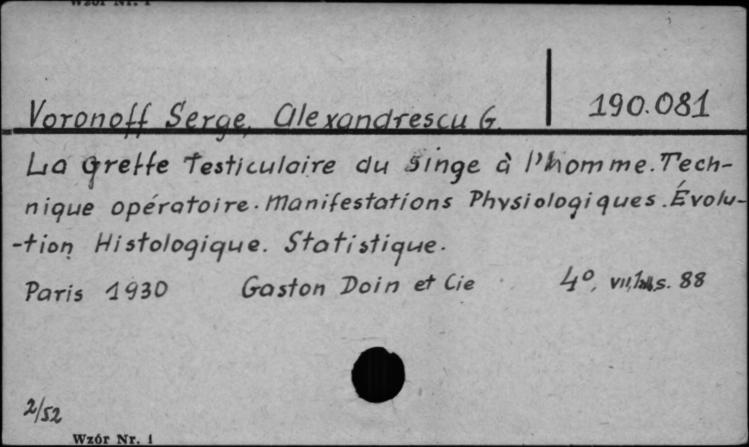 Voronoff Serge, Alexandrescu G.
190.081
La greffe testiculaire du singe à l'homme. Tech-
nique opératoire. Manifestations Physiologiques. Évolu-
-tion Histologique. Statistique.
Paris 1930 Gaston Doin et Cie 4°, s. 88
2/52
Wzór Nr. 1